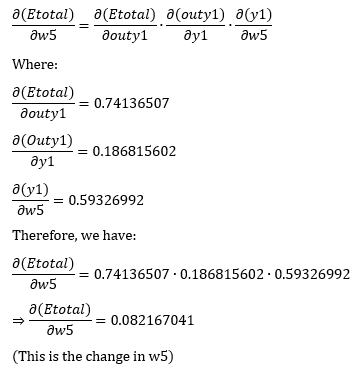 ∂(Etotal)/∂w5 = ∂(Etotal)/∂outy1 · ∂(outy1)/∂y1 · ∂(y1)/∂w5
Where:
∂(Etotal)/∂outy1 = 0.74136507
∂(Outy1)/∂y1 = 0.186815602
∂(y1)/∂w5 = 0.59326992
Therefore, we have:
∂(Etotal)/∂w5 = 0.74136507 · 0.186815602 · 0.59326992
⇒ ∂(Etotal)/∂w5 = 0.082167041
(This is the change in w5)